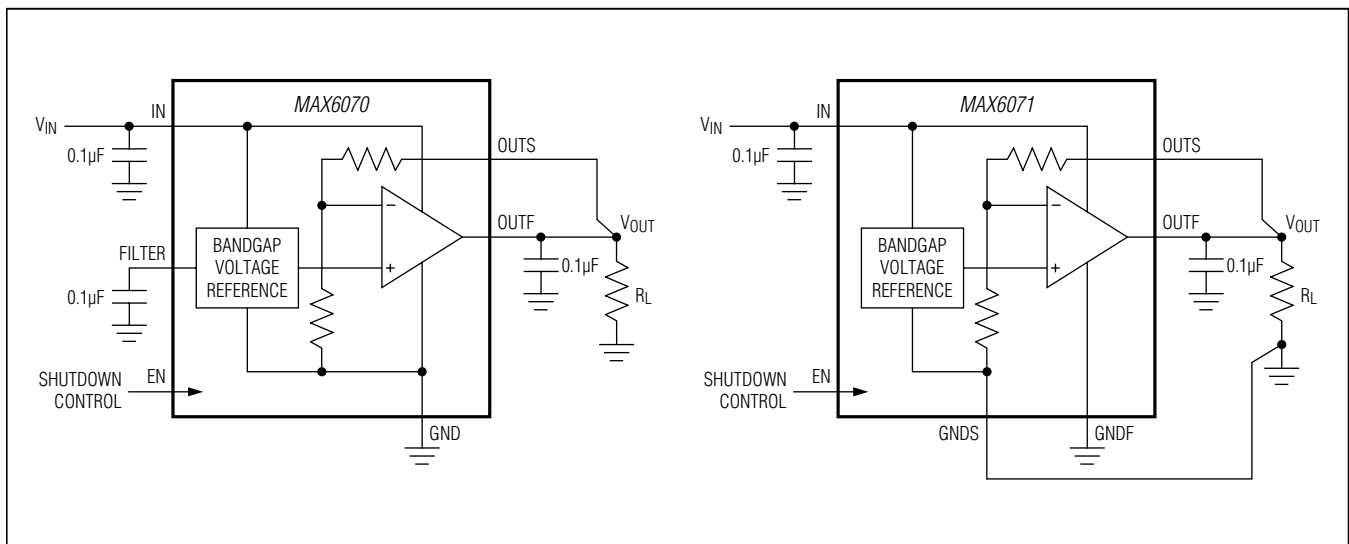 MAX6070
IN
VIN
0.1µF
OUTS
OUTF
VOUT
FILTER
BANDGAP
VOLTAGE
REFERENCE
−
+
0.1µF
0.1µF
RL
SHUTDOWN
CONTROL
EN
GND
MAX6071
IN
VIN
0.1µF
OUTS
OUTF
VOUT
BANDGAP
VOLTAGE
REFERENCE
−
+
0.1µF
RL
SHUTDOWN
CONTROL
EN
GNDS
GNDF